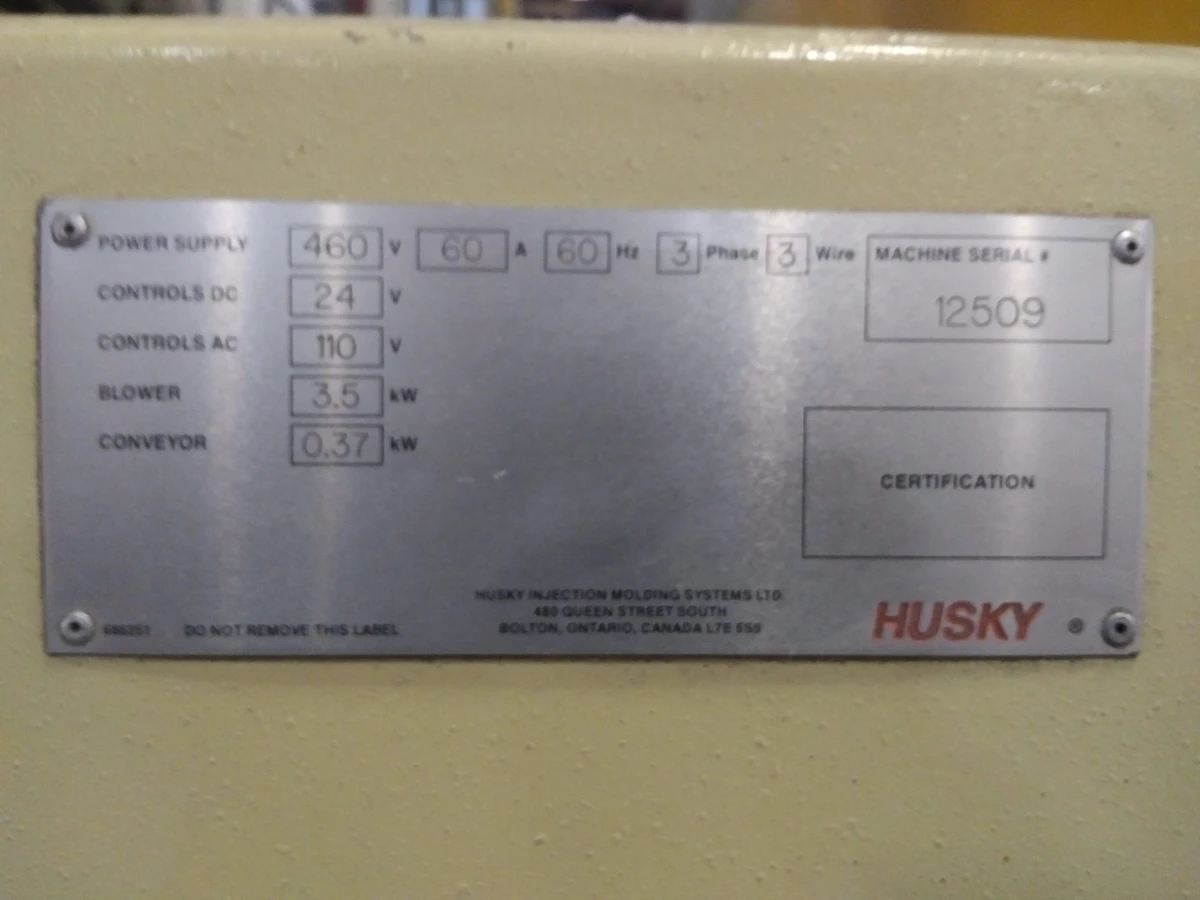 POWER SUPPLY 460 V 60 A 60 Hz 3 Phase 3 Wire
MACHINE SERIAL #
12509
CONTROLS DC 24 V
CONTROLS AC 110 V
BLOWER 3.5 kW
CONVEYOR 0.37 kW
CERTIFICATION
HUSKY INJECTION MOLDING SYSTEMS LTD.
480 QUEEN STREET SOUTH
BOLTON, ONTARIO, CANADA L7E 5S5
DO NOT REMOVE THIS LABEL
HUSKY ®